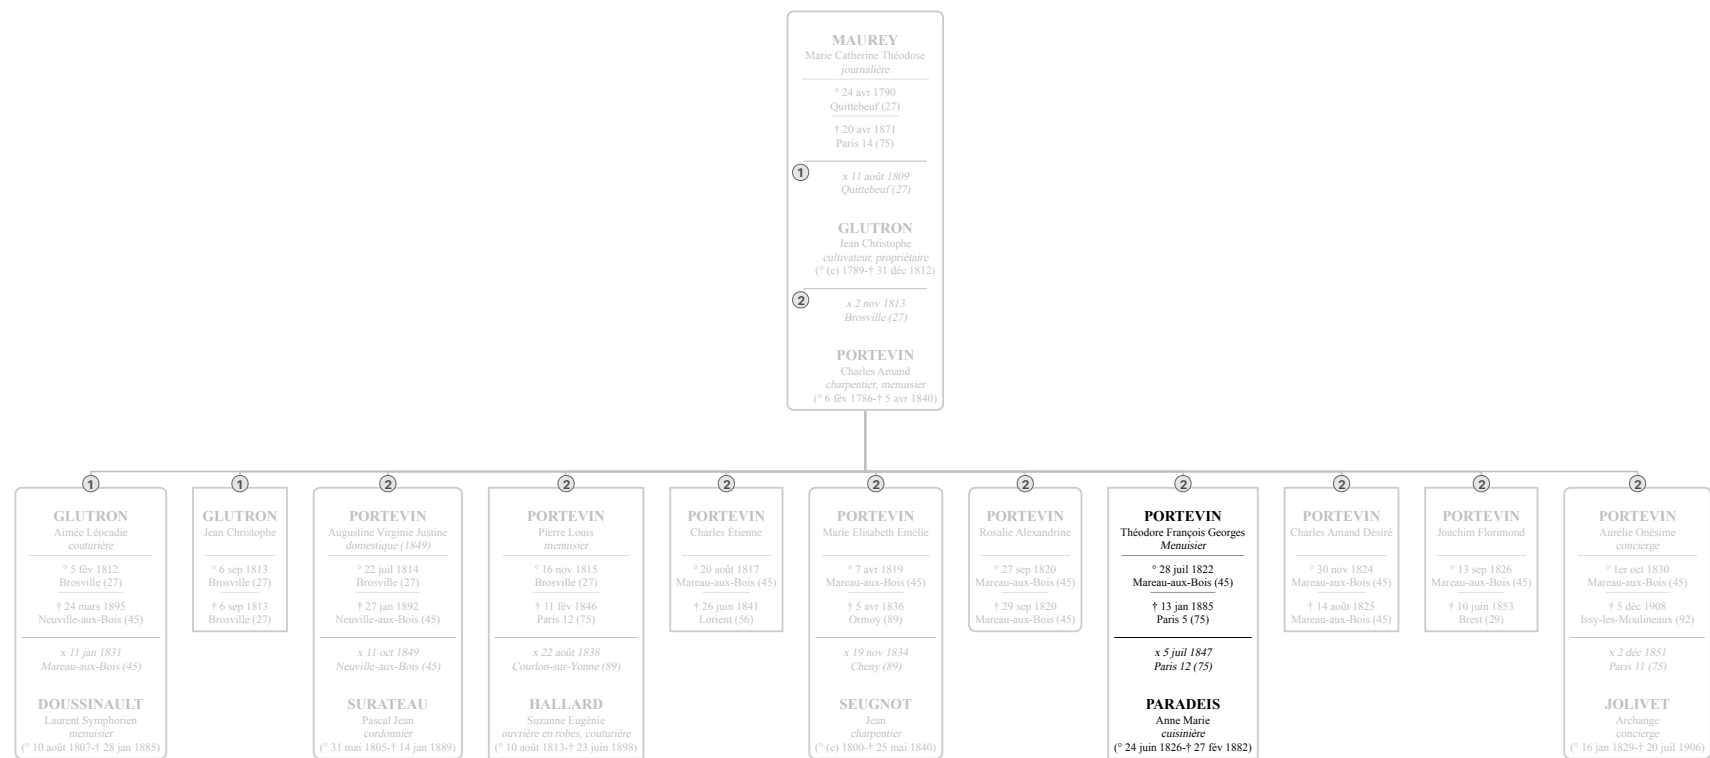 MAUREY
Marie Catherine Théodose
journalière
° 24 avr 1790
Quittebeuf (27)
† 20 avr 1871
Paris 14 (75)
1
x 11 août 1809
Quittebeuf (27)
GLUTRON
Jean Christophe
cultivateur, propriétaire
(° (c) 1789-† 31 déc 1812)
2
x 2 nov 1813
Brosville (27)
PORTEVIN
Charles Amand
charpentier, menuisier
(° 6 fév 1786-† 5 avr 1840)
1
GLUTRON
Aimée Léocadie
couturière
° 5 fév 1812
Brosville (27)
† 24 mars 1895
Neuville-aux-Bois (45)
x 11 jan 1831
Mareau-aux-Bois (45)
DOUSSINAULT
Laurent Symphorien
menuisier
(° 10 août 1807-† 28 jan 1885)
1
GLUTRON
Jean Christophe
° 6 sep 1813
Brosville (27)
† 6 sep 1813
Brosville (27)
2
PORTEVIN
Augustine Virginie Justine
domestique (1849)
° 22 juil 1814
Brosville (27)
† 27 jan 1892
Neuville-aux-Bois (45)
x 11 oct 1849
Neuville-aux-Bois (45)
SURATEAU
Pascal Jean
cordonnier
(° 31 mai 1805-† 14 jan 1889)
2
PORTEVIN
Pierre Louis
menuisier
° 16 nov 1815
Brosville (27)
† 11 fév 1846
Paris 12 (75)
x 22 août 1838
Courlon-sur-Yonne (89)
HALLARD
Suzanne Eugénie
ouvrière en robes, couturière
(° 10 août 1813-† 23 juin 1898)
2
PORTEVIN
Charles Étienne
° 20 août 1817
Mareau-aux-Bois (45)
† 26 juin 1841
Lorient (56)
2
PORTEVIN
Marie Elisabeth Emélie
° 7 avr 1819
Mareau-aux-Bois (45)
† 5 avr 1836
Ormoy (89)
x 19 nov 1834
Cheny (89)
SEUGNOT
Jean
charpentier
(° (c) 1800-† 25 mai 1840)
2
PORTEVIN
Rosalie Alexandrine
° 27 sep 1820
Mareau-aux-Bois (45)
† 29 sep 1820
Mareau-aux-Bois (45)
2
PORTEVIN
Théodore François Georges
Menuisier
° 28 juil 1822
Mareau-aux-Bois (45)
† 13 jan 1885
Paris 5 (75)
x 5 juil 1847
Paris 12 (75)
PARADEIS
Anne Marie
cuisinière
(° 24 juin 1826-† 27 fév 1882)
2
PORTEVIN
Charles Amand Désiré
° 30 nov 1824
Mareau-aux-Bois (45)
† 14 août 1825
Mareau-aux-Bois (45)
2
PORTEVIN
Joachim Florimond
° 13 sep 1826
Mareau-aux-Bois (45)
† 10 juin 1853
Brest (29)
2
PORTEVIN
Aurélie Onésime
concierge
° 1er oct 1830
Mareau-aux-Bois (45)
† 5 déc 1908
Issy-les-Moulineaux (92)
x 2 déc 1851
Paris 11 (75)
JOLIVET
Archange
concierge
(° 16 jan 1829-† 20 juil 1906)